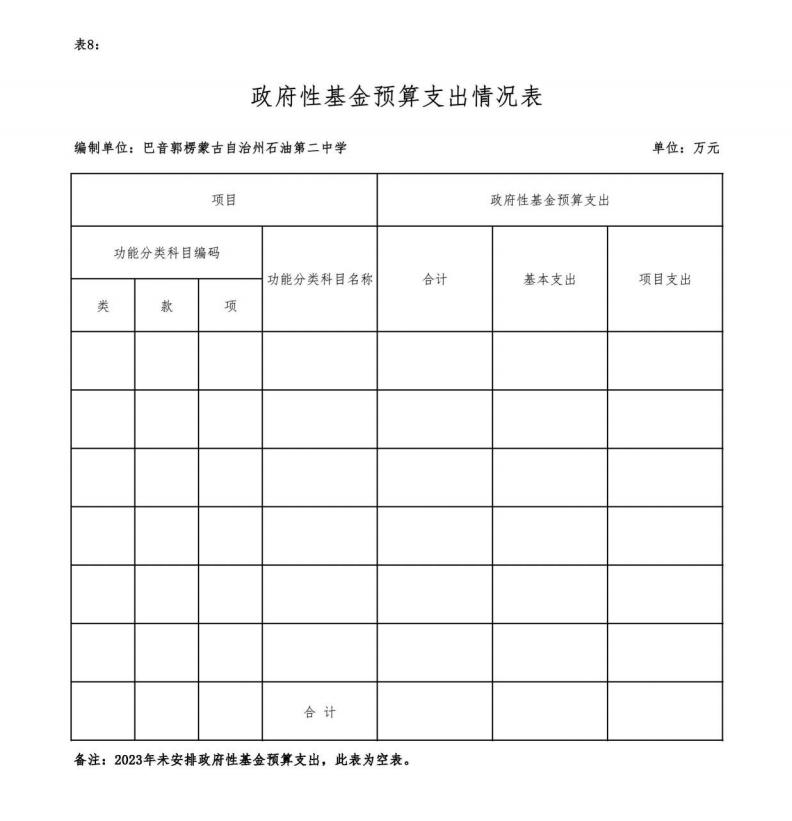 表8：
政府性基金预算支出情况表
编制单位：巴音郭楞蒙古自治州石油第二中学 单位：万元
项目 政府性基金预算支出
功能分类科目编码 功能分类科目名称 合计 基本支出 项目支出
类 款 项
合 计
备注：2023年未安排政府性基金预算支出，此表为空表。